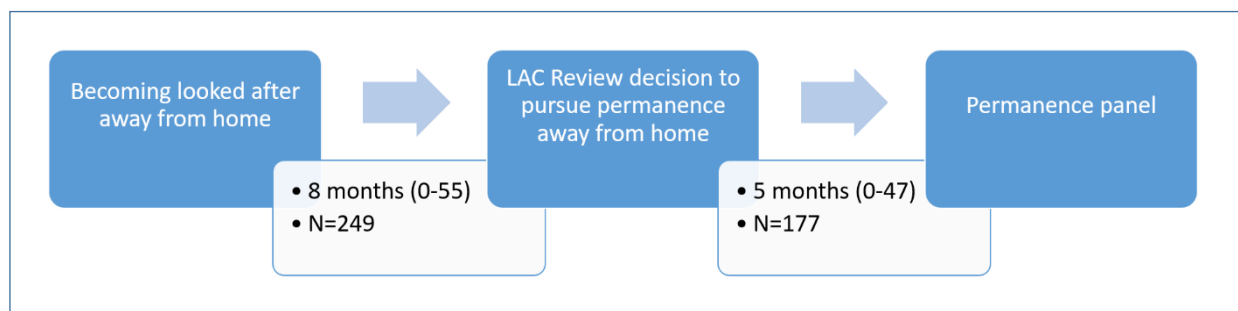 Becoming looked after
away from home
LAC Review decision to
pursue permanence
away from home
Permanence panel
• 8 months (0-55)
• N=249
• 5 months (0-47)
• N=177